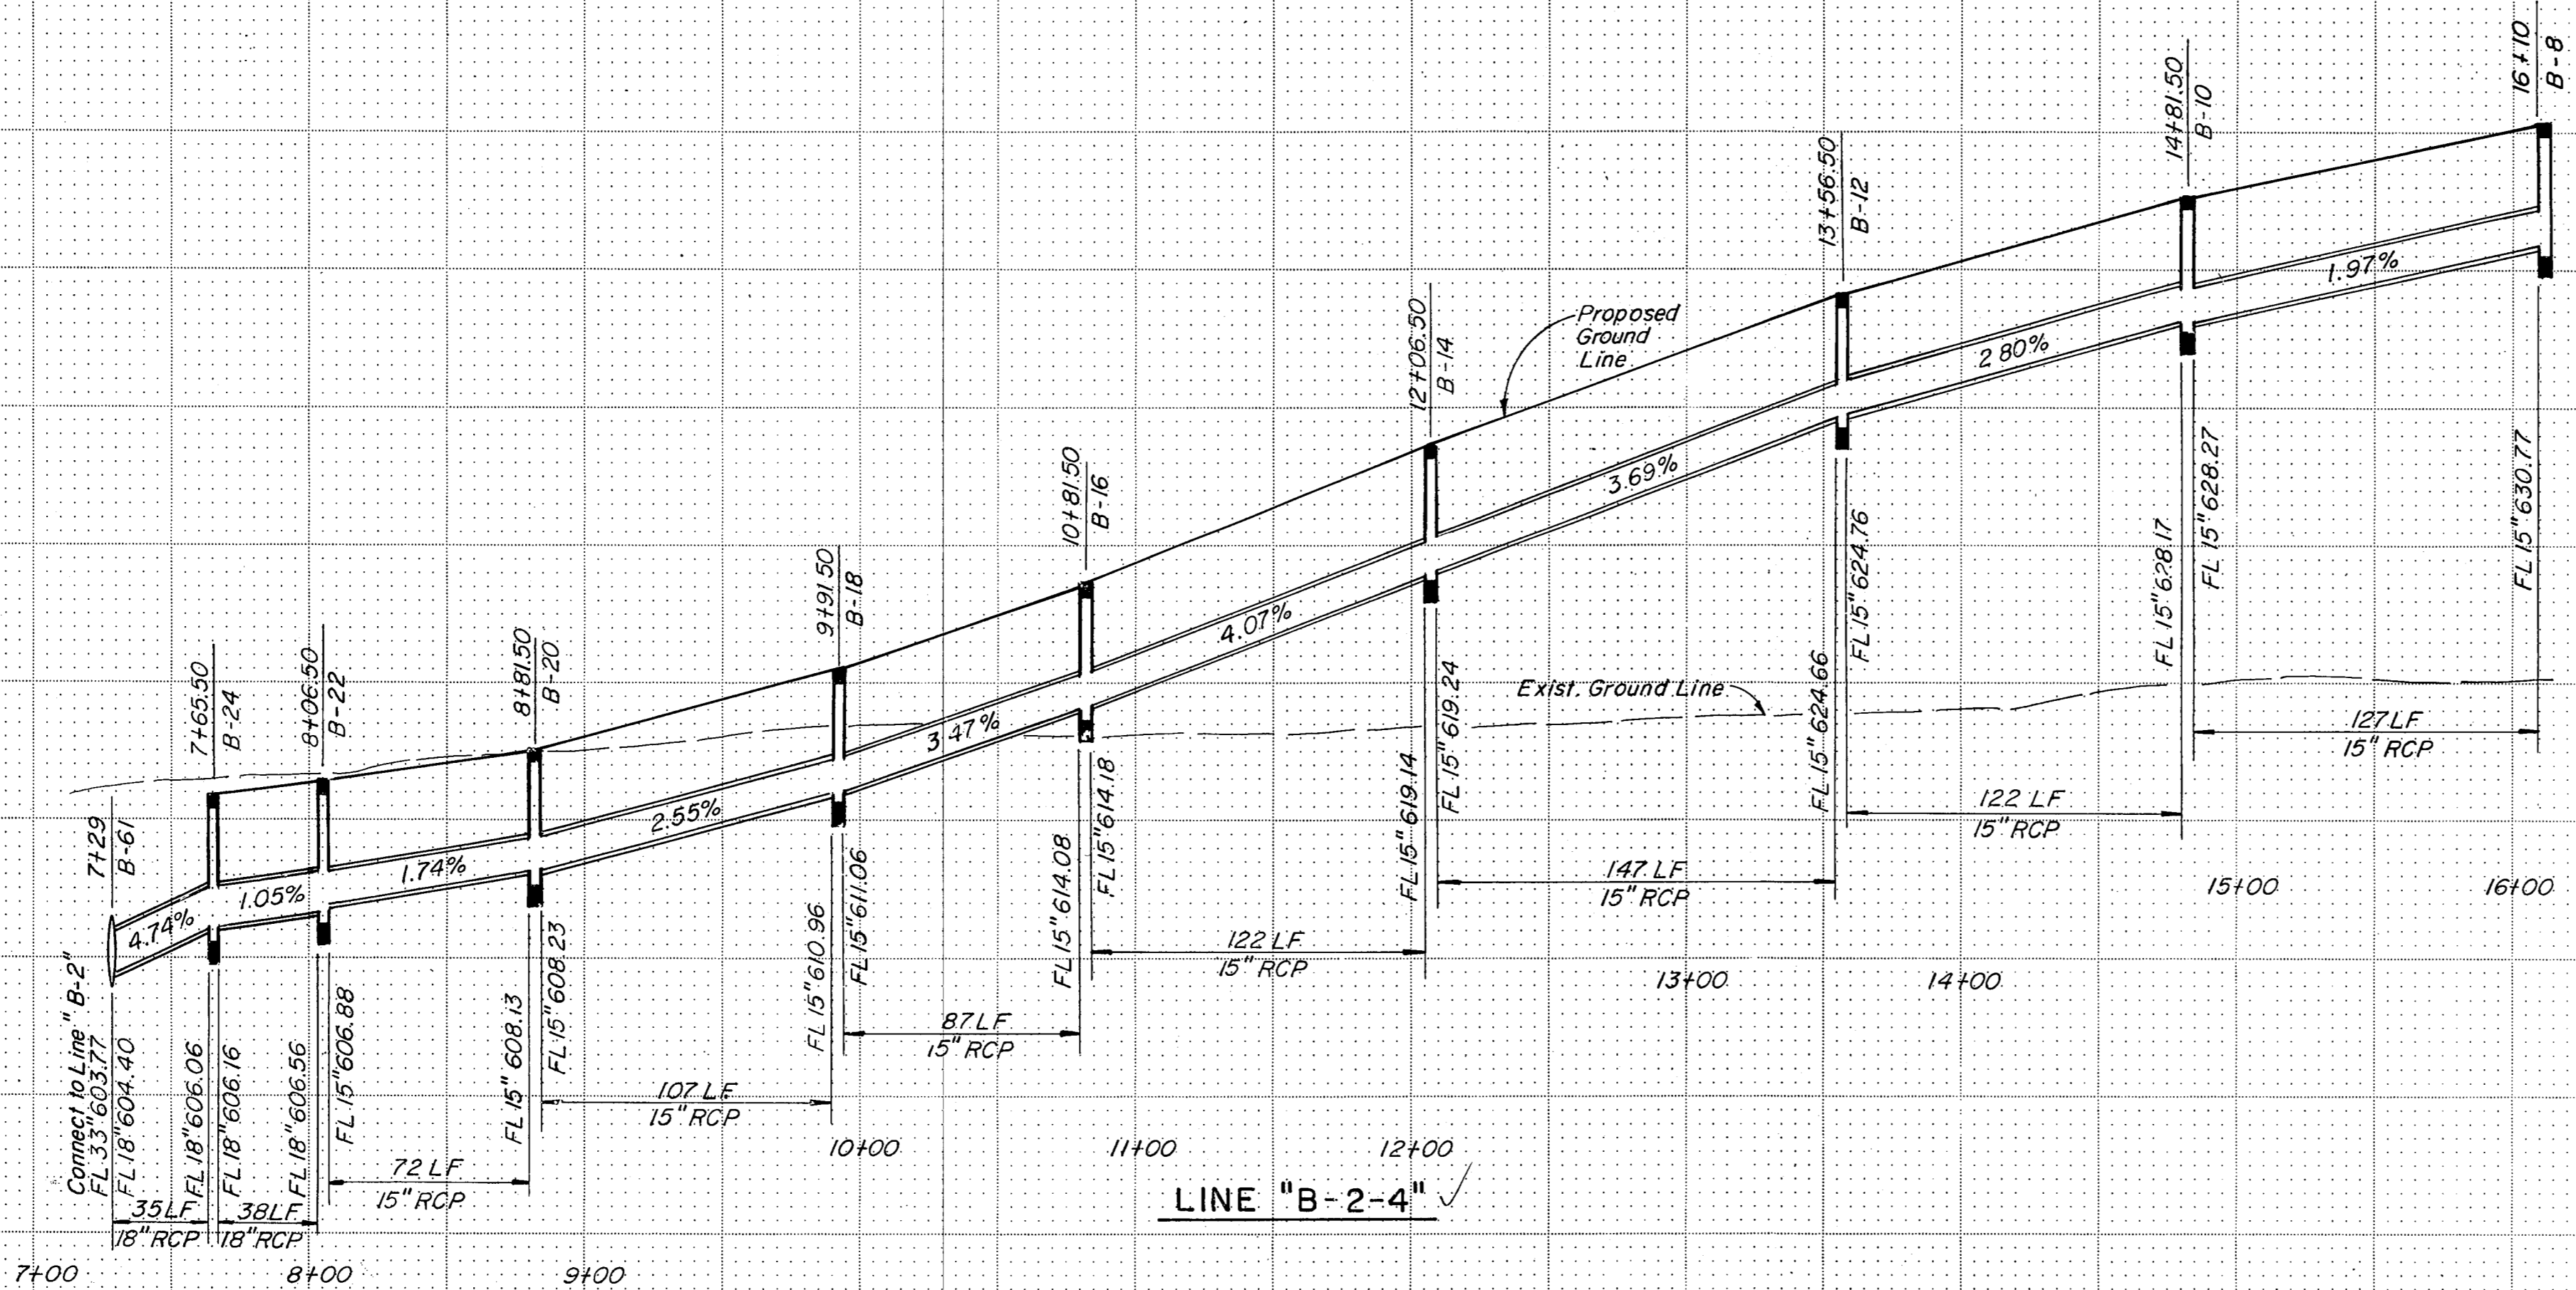 7+29
B-61
7+65.50
B-24
8+06.50
B-22
8+81.50
B-20
9+91 50
B-18
10+81.50
B-16
12+06.50
B-14
13+56.50
B-12
14+81.50
B-10
16+10
B-8
Proposed
Ground
Line
Exist. Ground Line
4.74%
1.05%
1.74%
2.55%
3 47%
4.07%
3.69%
2 80%
1.97%
Connect to Line "B-2"
FL 33" 603.77
FL 18" 604.40
FL 18" 606.06
FL 18" 606.16
FL 18" 606.56
FL 15" 606.88
FL 15" 608.13
FL 15" 608.23
FL 15" 610.96
FL 15" 611.06
FL 15" 614.08
FL 15" 614.18
FL 15" 619.14
FL 15" 619.24
FL 15" 624.66
FL 15" 624.76
FL 15" 628.17
FL 15" 628.27
FL 15" 630.77
35 LF
18" RCP
38 LF
18" RCP
72 LF
15" RCP
107 LF
15" RCP
87 LF
15" RCP
122 LF
15" RCP
147 LF
15" RCP
122 LF
15" RCP
127 LF
15" RCP
7+00
8+00
9+00
10+00
11+00
12+00
13+00
14+00
15+00
16+00
LINE "B-2-4"